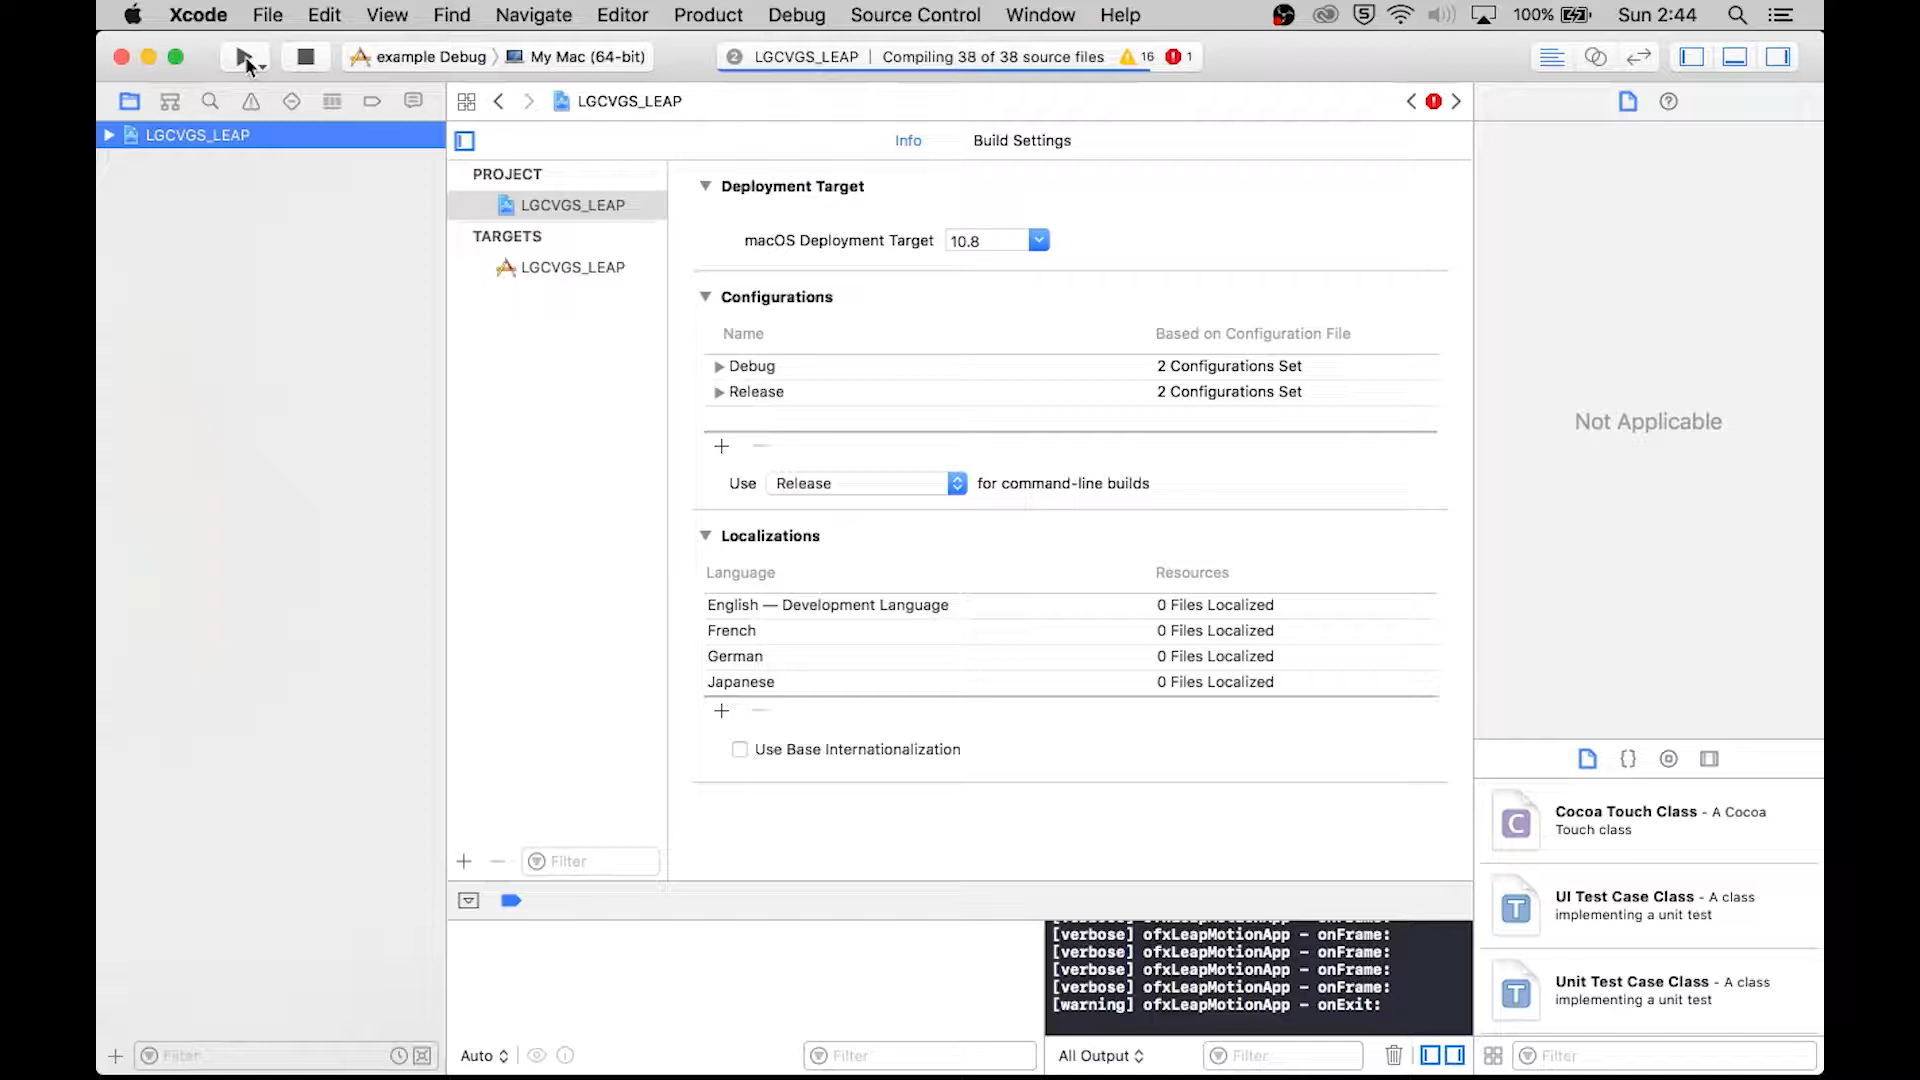 Xcode File Edit View Find Navigate Editor Product Debug Source Control Window Help 100% Sun 2:44
example Debug My Mac (64-bit) 2 LGCVGS_LEAP | Compiling 38 of 38 source files 16 1
LGCVGS_LEAP
LGCVGS_LEAP
Info Build Settings
PROJECT
LGCVGS_LEAP
TARGETS
LGCVGS_LEAP
Deployment Target
macOS Deployment Target 10.8
Configurations
Name Based on Configuration File
Debug 2 Configurations Set
Release 2 Configurations Set
Use Release for command-line builds
Localizations
Language Resources
English — Development Language 0 Files Localized
French 0 Files Localized
German 0 Files Localized
Japanese 0 Files Localized
Use Base Internationalization
Filter
Not Applicable
Cocoa Touch Class - A Cocoa
Touch class
UI Test Case Class - A class
implementing a unit test
Unit Test Case Class - A class
implementing a unit test
[verbose] ofxLeapMotionApp - onFrame:
[verbose] ofxLeapMotionApp - onFrame:
[verbose] ofxLeapMotionApp - onFrame:
[verbose] ofxLeapMotionApp - onFrame:
[warning] ofxLeapMotionApp - onExit:
Filter Auto Filter All Output Filter Filter